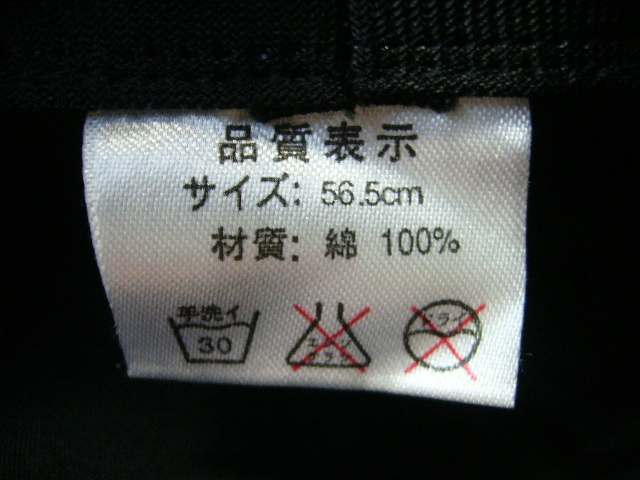 品質表示
サイズ: 56.5cm
材質: 綿 100%
手洗イ
30
エンソ
サラシ
ドライ